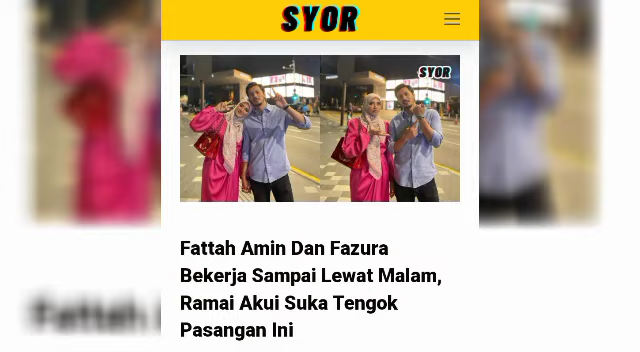 SYOR
SYOR
Fattah Amin Dan Fazura
Bekerja Sampai Lewat Malam,
Ramai Akui Suka Tengok
Pasangan Ini